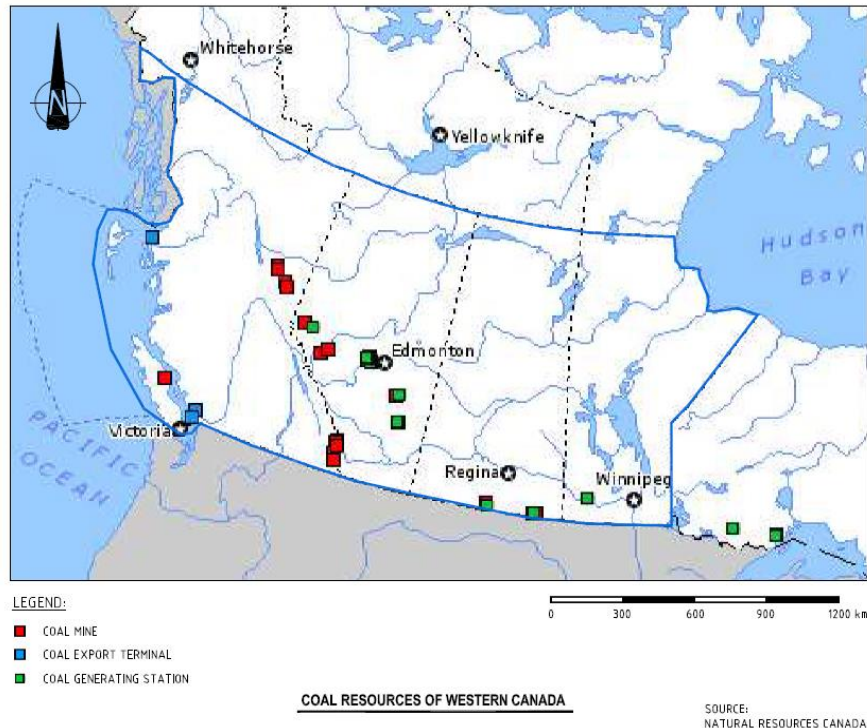 Whitehorse
Yellowknife
Hudson
Bay
Edmonton
PACIFIC
OCEAN
Victoria
Regina
Winnipeg
N
LEGEND:
COAL MINE
COAL EXPORT TERMINAL
COAL GENERATING STATION
0 300 600 900 1200 km
COAL RESOURCES OF WESTERN CANADA
SOURCE:
NATURAL RESOURCES CANADA